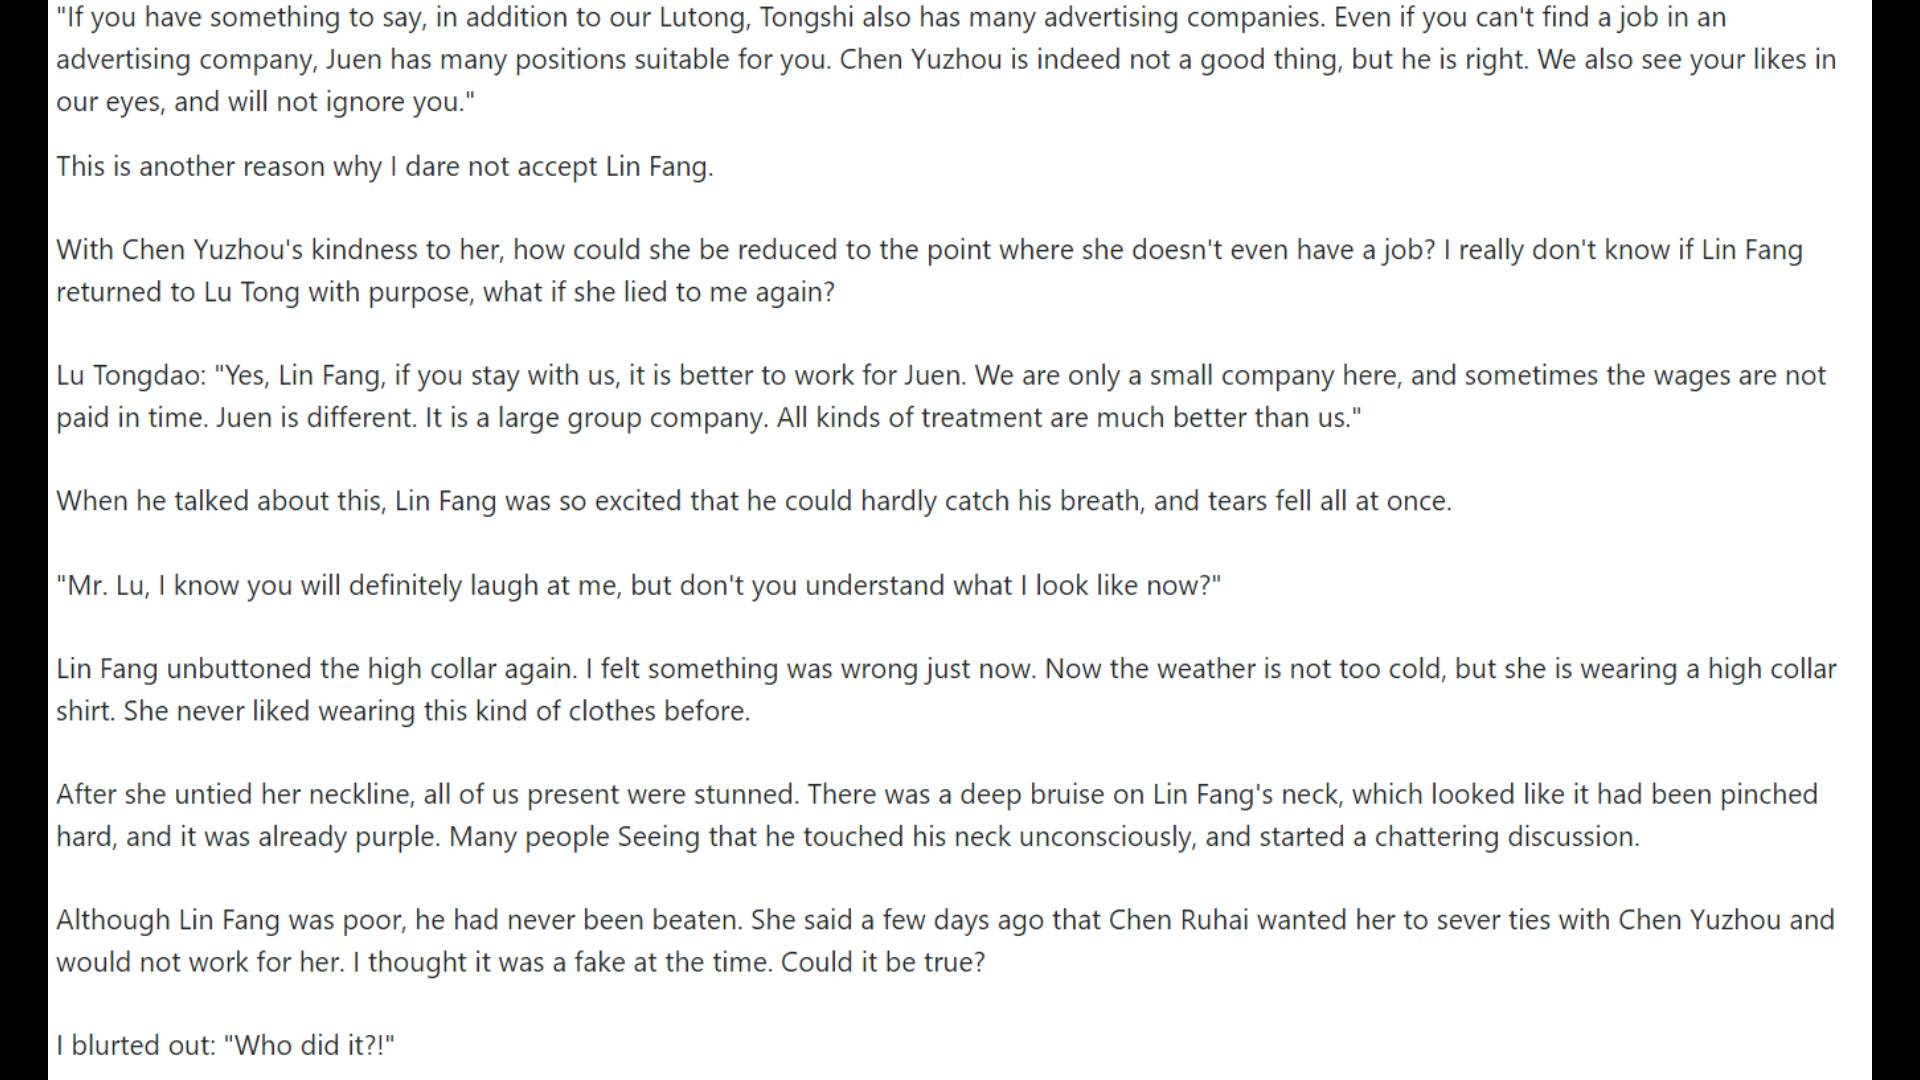 "If you have something to say, in addition to our Lutong, Tongshi also has many advertising companies. Even if you can't find a job in an
advertising company, Juen has many positions suitable for you. Chen Yuzhou is indeed not a good thing, but he is right. We also see your likes in
our eyes, and will not ignore you."
This is another reason why I dare not accept Lin Fang.
With Chen Yuzhou's kindness to her, how could she be reduced to the point where she doesn't even have a job? I really don't know if Lin Fang
returned to Lu Tong with purpose, what if she lied to me again?
Lu Tongdao: "Yes, Lin Fang, if you stay with us, it is better to work for Juen. We are only a small company here, and sometimes the wages are not
paid in time. Juen is different. It is a large group company. All kinds of treatment are much better than us."
When he talked about this, Lin Fang was so excited that he could hardly catch his breath, and tears fell all at once.
"Mr. Lu, I know you will definitely laugh at me, but don't you understand what I look like now?"
Lin Fang unbuttoned the high collar again. I felt something was wrong just now. Now the weather is not too cold, but she is wearing a high collar
shirt. She never liked wearing this kind of clothes before.
After she untied her neckline, all of us present were stunned. There was a deep bruise on Lin Fang's neck, which looked like it had been pinched
hard, and it was already purple. Many people Seeing that he touched his neck unconsciously, and started a chattering discussion.
Although Lin Fang was poor, he had never been beaten. She said a few days ago that Chen Ruhai wanted her to sever ties with Chen Yuzhou and
would not work for her. I thought it was a fake at the time. Could it be true?
I blurted out: "Who did it?!"